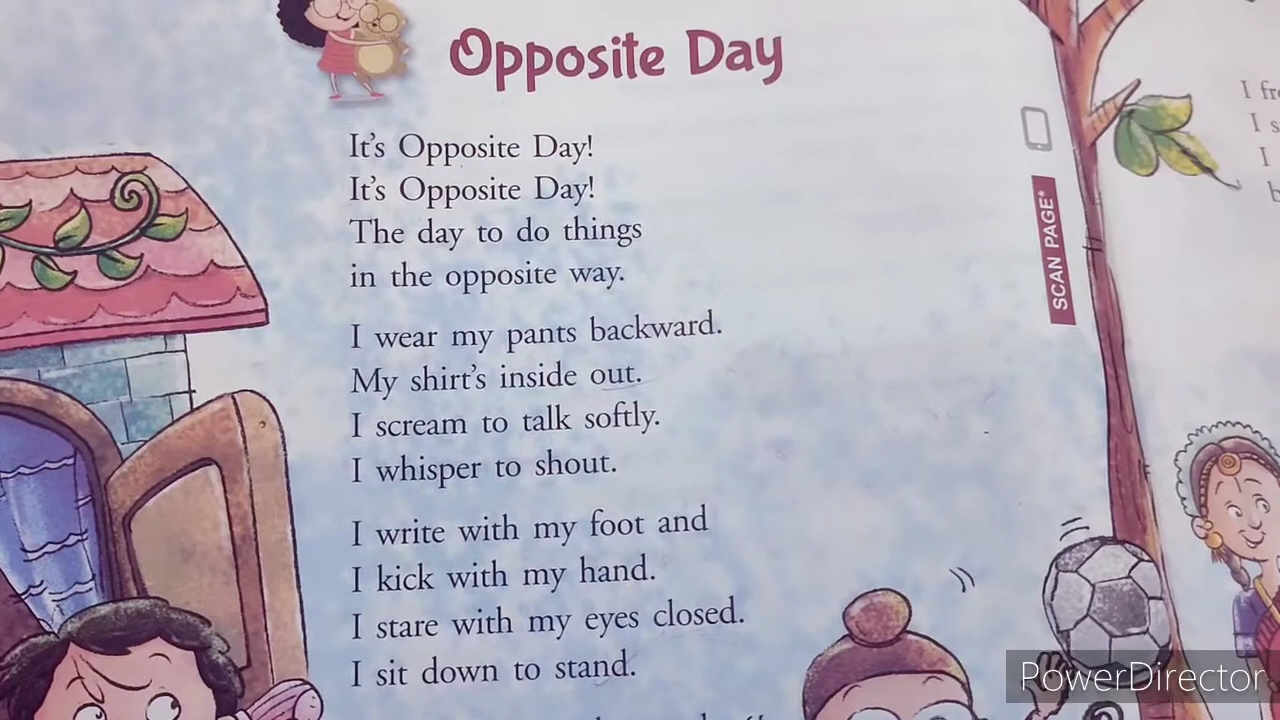 Opposite Day
It's Opposite Day!
It's Opposite Day!
The day to do things
in the opposite way.
I wear my pants backward.
My shirt's inside out.
I scream to talk softly.
I whisper to shout.
I write with my foot and
I kick with my hand.
I stare with my eyes closed.
I sit down to stand.
SCAN PAGE*
I
I
I
PowerDirector